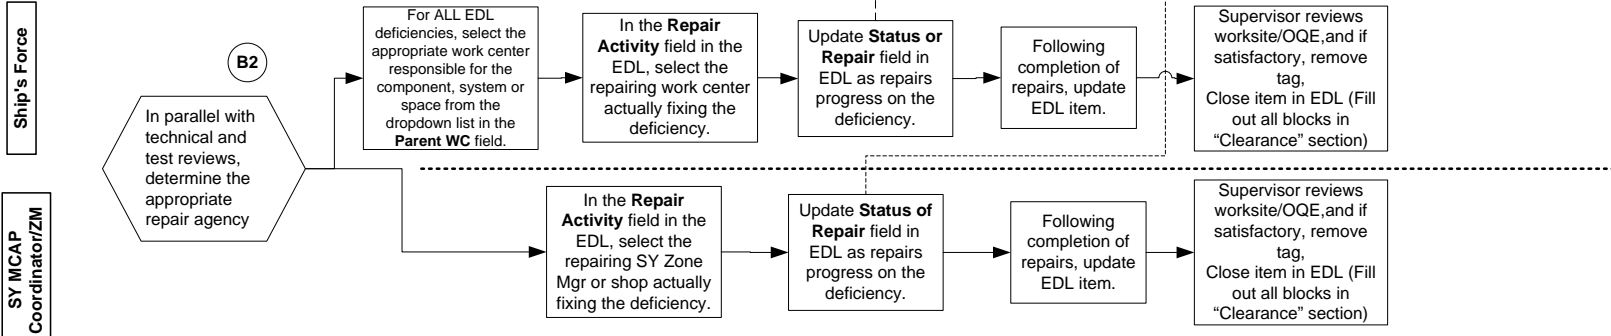 Ship's Force
B2
In parallel with
technical and
test reviews,
determine the
appropriate
repair agency
For ALL EDL
deficiencies, select the
appropriate work center
responsible for the
component, system or
space from the
dropdown list in the
Parent WC field.
In the Repair
Activity field in the
EDL, select the
repairing work center
actually fixing the
deficiency.
Update Status or
Repair field in
EDL as repairs
progress on the
deficiency.
Following
completion of
repairs, update
EDL item.
Supervisor reviews
worksite/OQE,and if
satisfactory, remove
tag,
Close item in EDL (Fill
out all blocks in
“Clearance” section)
SY MCAP
Coordinator/ZM
In the Repair
Activity field in the
EDL, select the
repairing SY Zone
Mgr or shop actually
fixing the deficiency.
Update Status of
Repair field in
EDL as repairs
progress on the
deficiency.
Following
completion of
repairs, update
EDL item.
Supervisor reviews
worksite/OQE,and if
satisfactory, remove
tag,
Close item in EDL (Fill
out all blocks in
“Clearance” section)